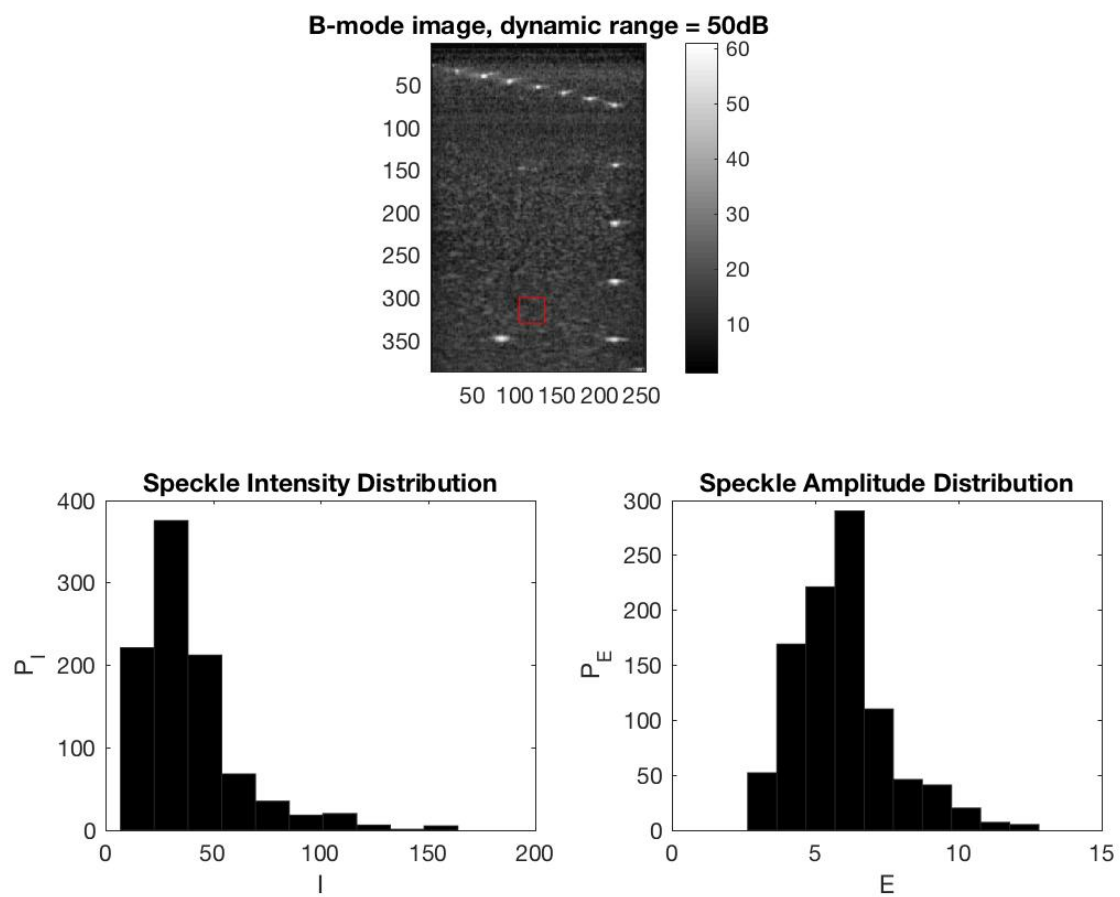 B-mode image, dynamic range = 50dB
50
100
150
200
250
300
350
50 100 150 200 250
60
50
40
30
20
10
Speckle Intensity Distribution
400
300
200
100
0
P_I
0 50 100 150 200
I
Speckle Amplitude Distribution
300
250
200
150
100
50
0
P_E
0 5 10 15
E